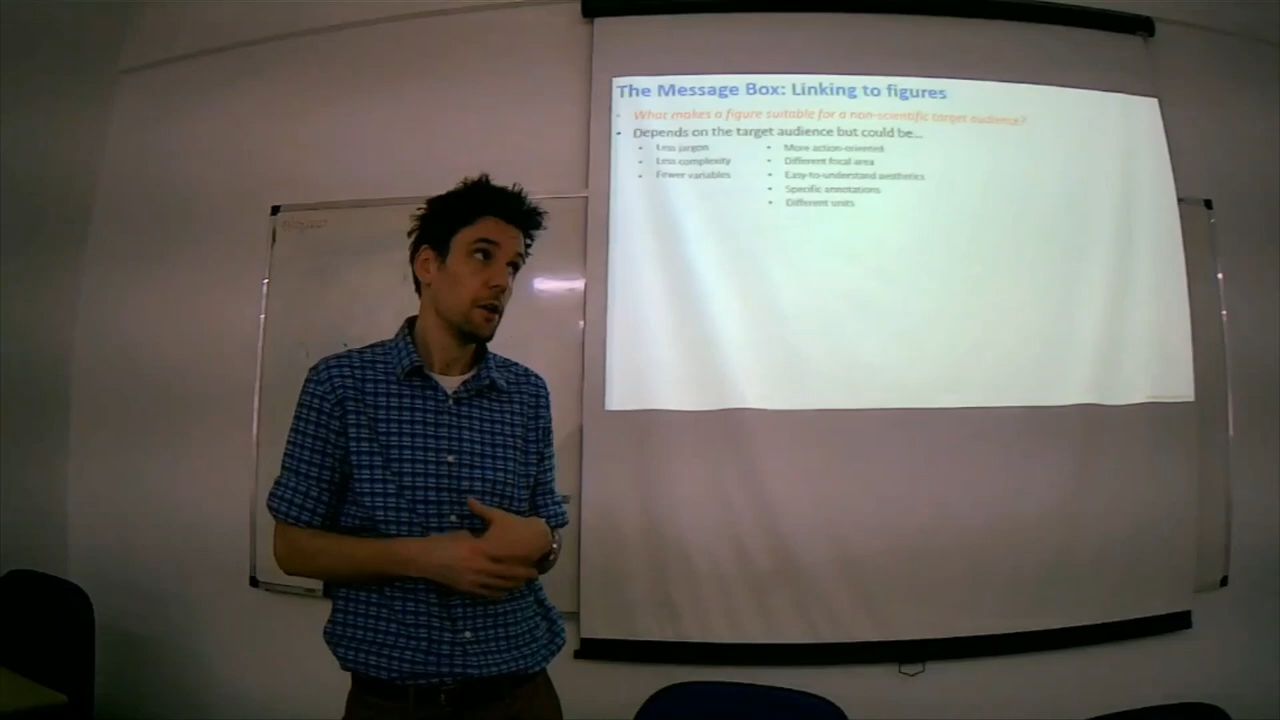 The Message Box: Linking to figures
- What makes a figure suitable for a non-scientific target audience?
• Depends on the target audience but could be...
• Less jargon
• Less complexity
• Fewer variables
• More action-oriented
• Different focal area
• Easy-to-understand aesthetics
• Specific annotations
• Different units